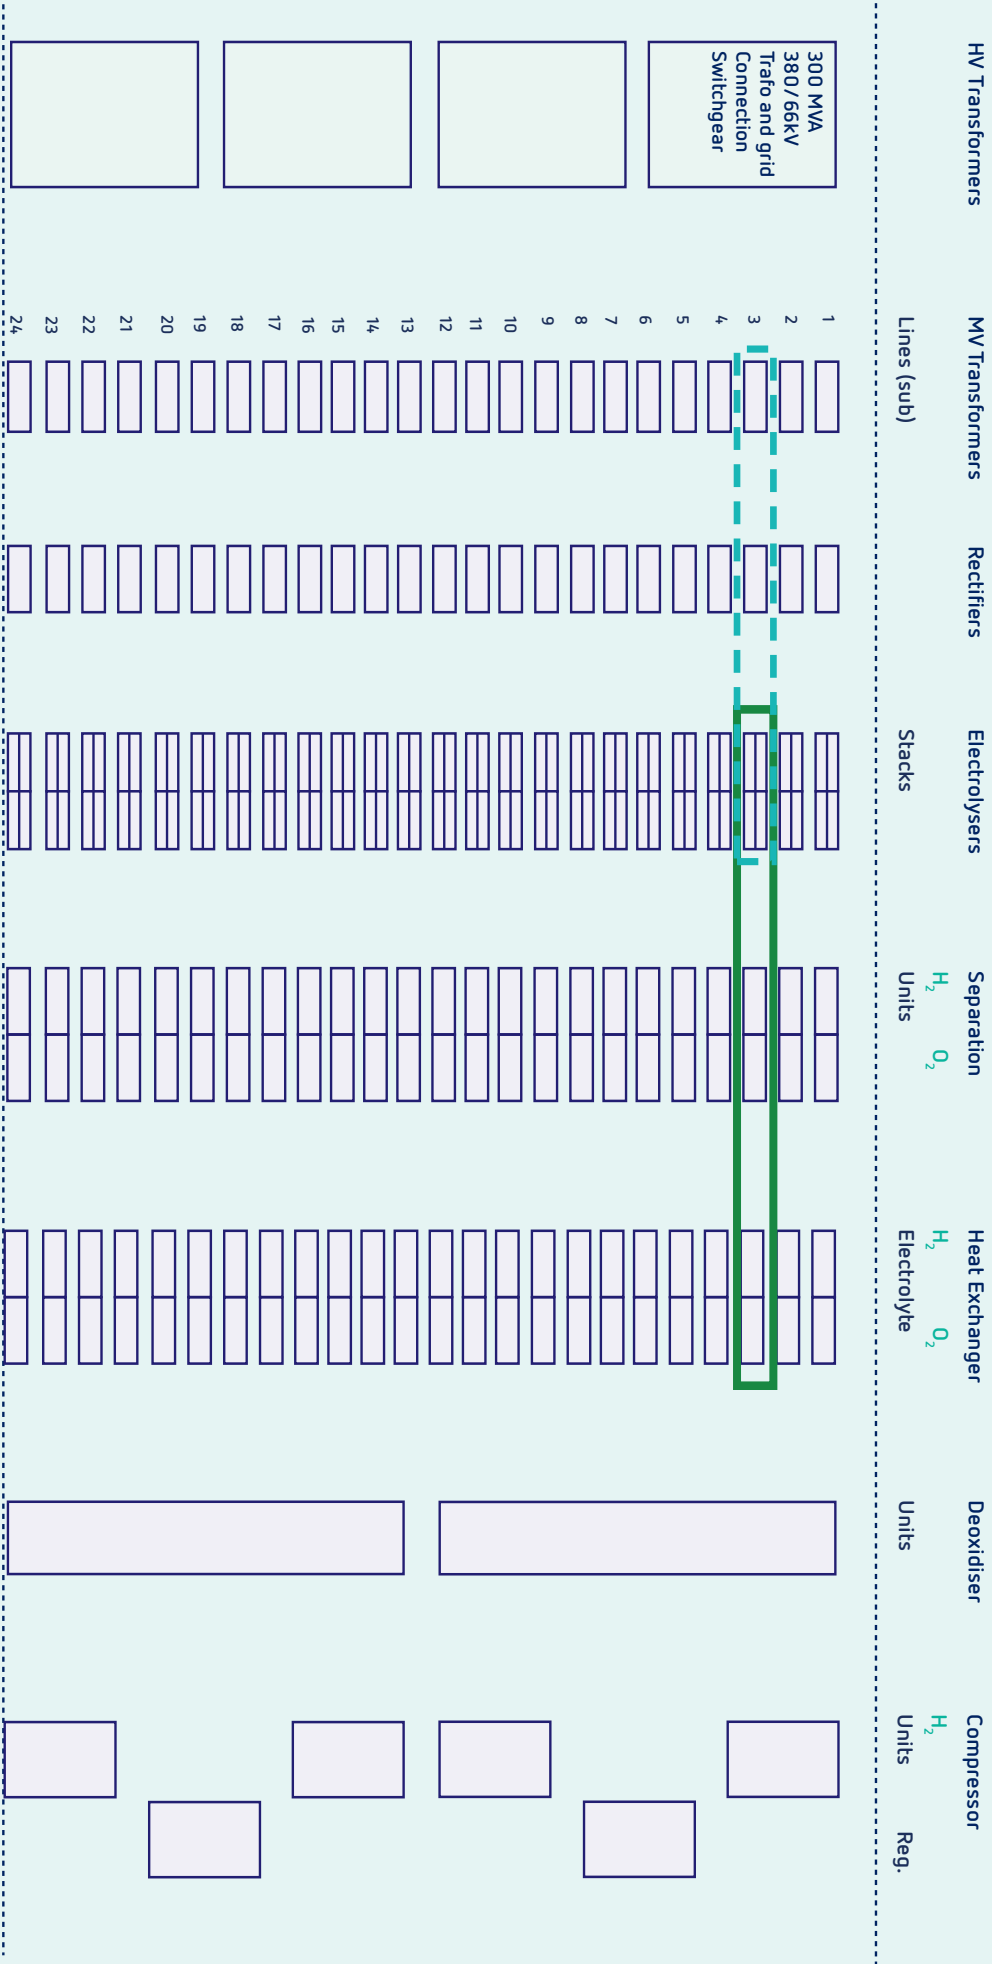 HV Transformers
MV Transformers
Rectifiers
Electrolysers
Separation
Heat Exchanger
Deoxidiser
Compressor
H2 O2
H2 O2
H2
Lines (sub)
Stacks
Units
Electrolyte
Units
Units Reg.
300 MVA
380/66kV
Trafo and grid
Connection
Switchgear
1
2
3
4
5
6
7
8
9
10
11
12
13
14
15
16
17
18
19
20
21
22
23
24